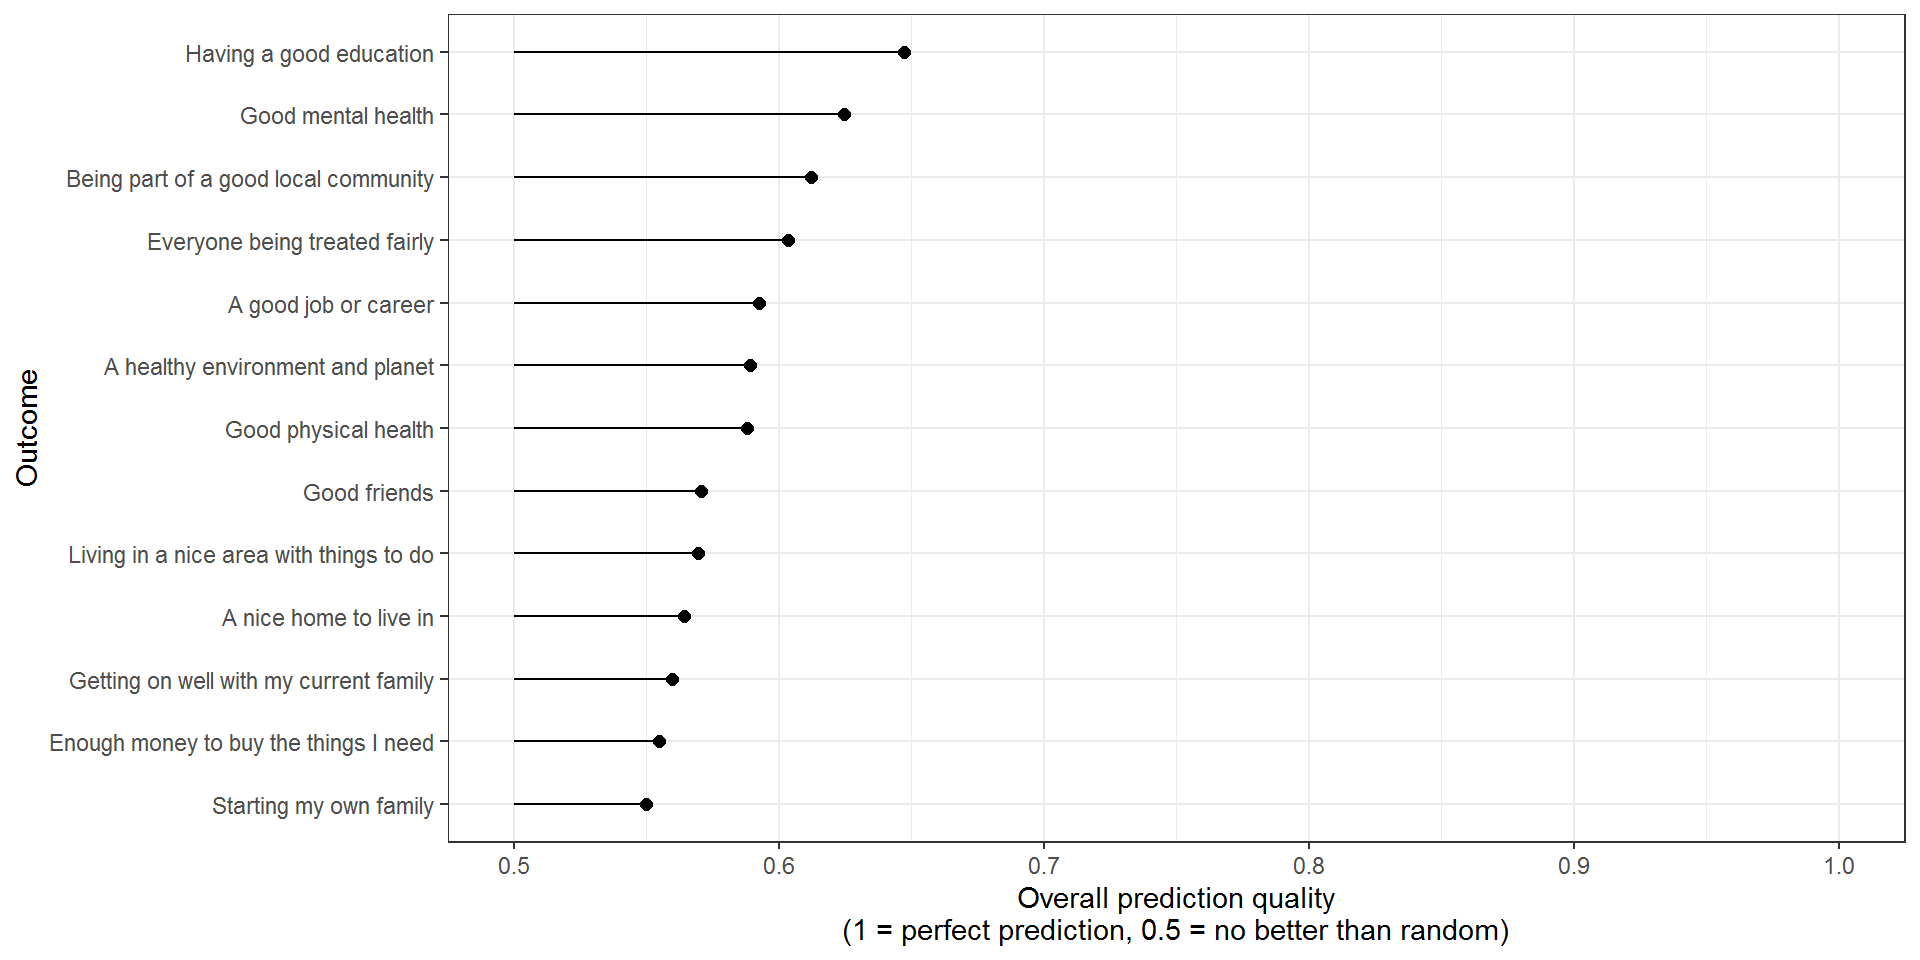 Having a good education
Good mental health
Being part of a good local community
Everyone being treated fairly
A good job or career
A healthy environment and planet
Good physical health
Good friends
Living in a nice area with things to do
A nice home to live in
Getting on well with my current family
Enough money to buy the things I need
Starting my own family
Outcome
0.5 0.6 0.7 0.8 0.9 1.0
Overall prediction quality
(1 = perfect prediction, 0.5 = no better than random)